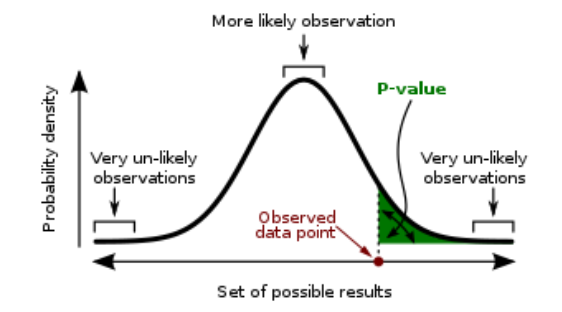 More likely observation
P-value
Probability density
Very un-likely
observations
Very un-likely
observations
Observed
data point
Set of possible results